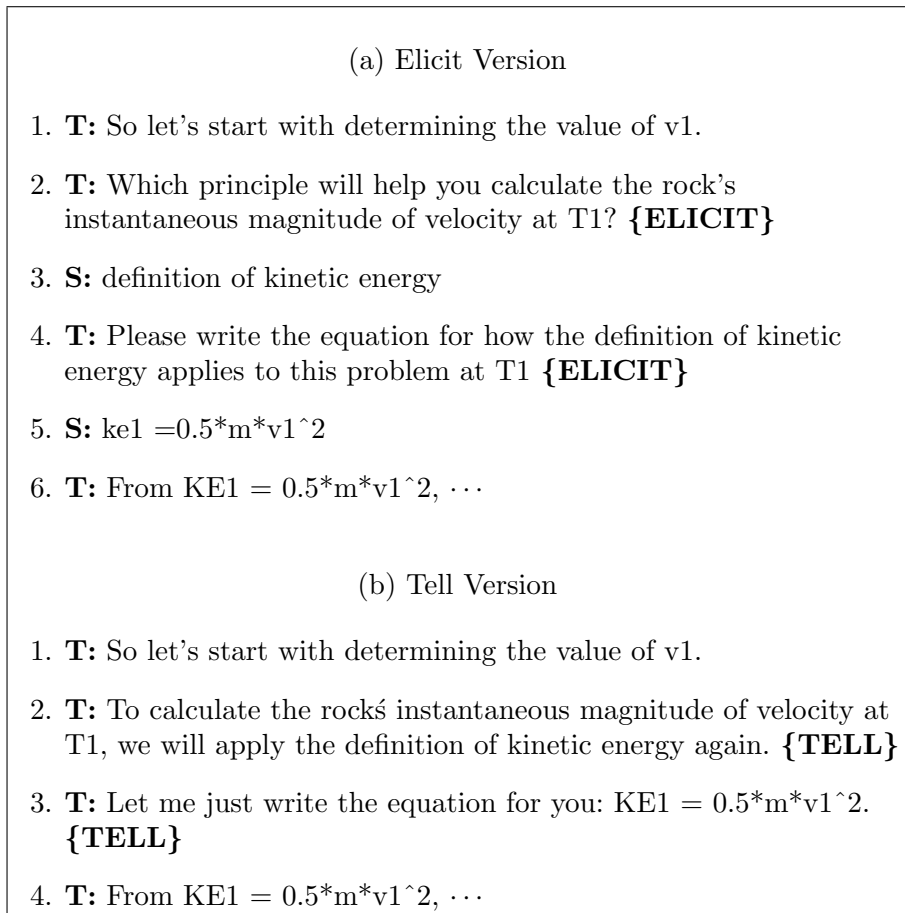 (a) Elicit Version
1. T: So let's start with determining the value of v1.
2. T: Which principle will help you calculate the rock's
instantaneous magnitude of velocity at T1? {ELICIT}
3. S: definition of kinetic energy
4. T: Please write the equation for how the definition of kinetic
energy applies to this problem at T1 {ELICIT}
5. S: ke1 =0.5*m*v1ˆ2
6. T: From KE1 = 0.5*m*v1ˆ2, ···
(b) Tell Version
1. T: So let's start with determining the value of v1.
2. T: To calculate the rockś instantaneous magnitude of velocity at
T1, we will apply the definition of kinetic energy again. {TELL}
3. T: Let me just write the equation for you: KE1 = 0.5*m*v1ˆ2.
{TELL}
4. T: From KE1 = 0.5*m*v1ˆ2, ···